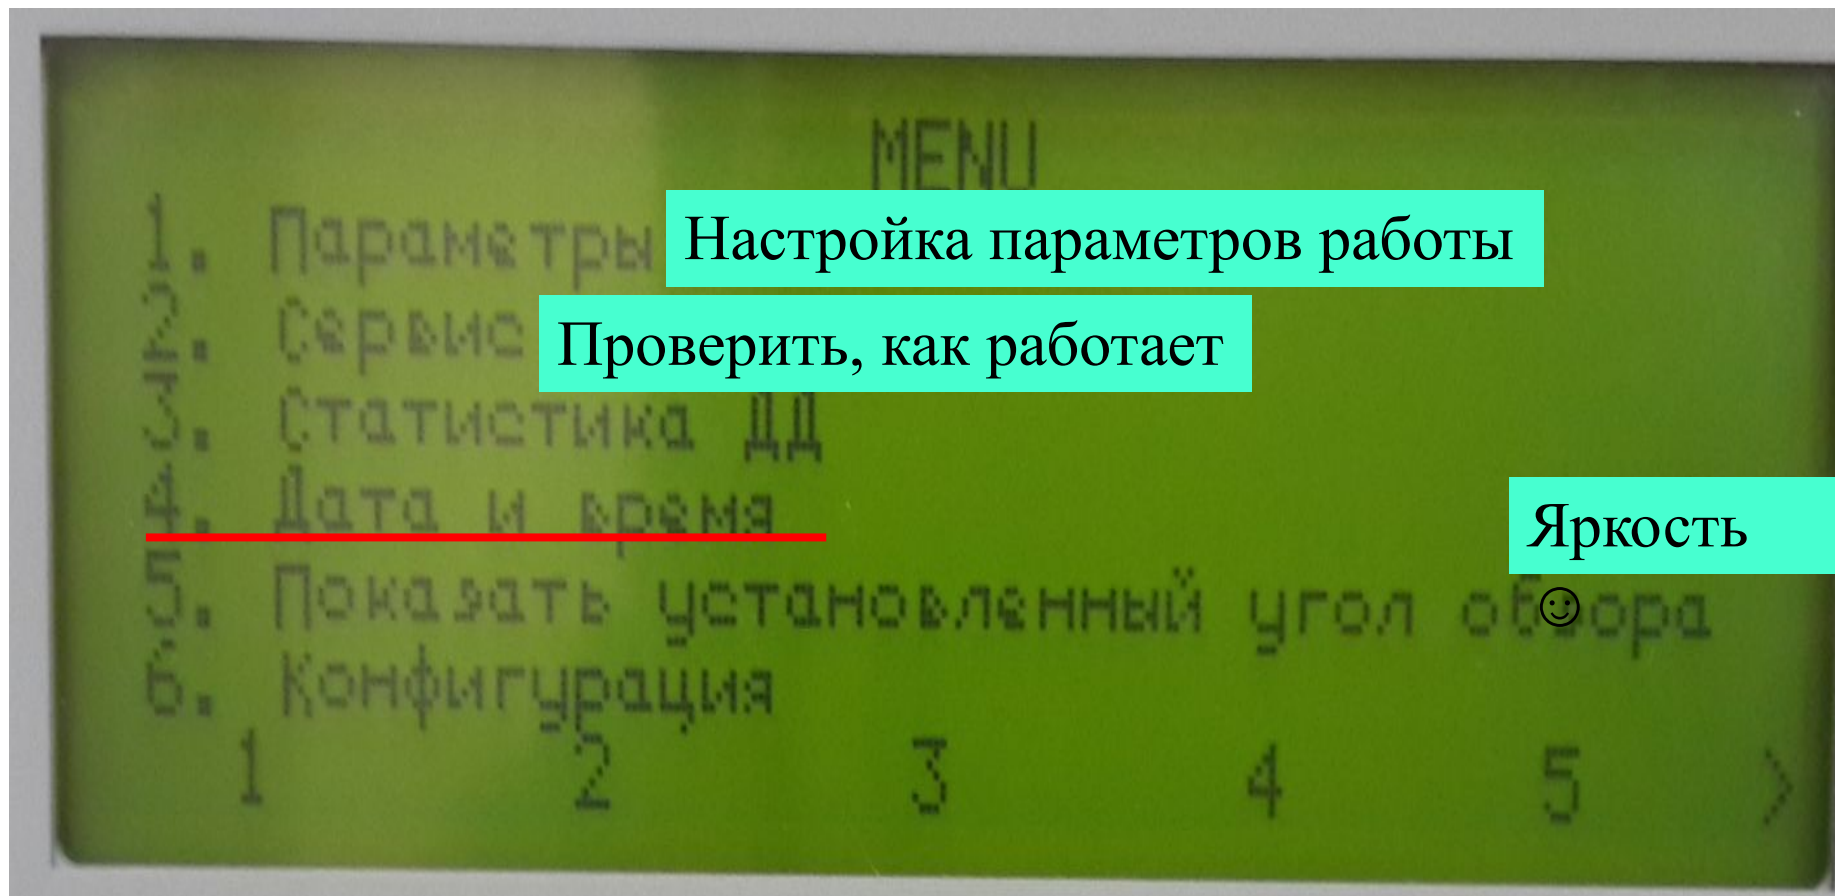 MENU
1. Параметры Настройка параметров работы
2. Сервис Проверить, как работает
3. Статистика ДД
4. Дата и время
Яркость
5. Показать установленный угол обзора
6. Конфигурация
1 2 3 4 5 >